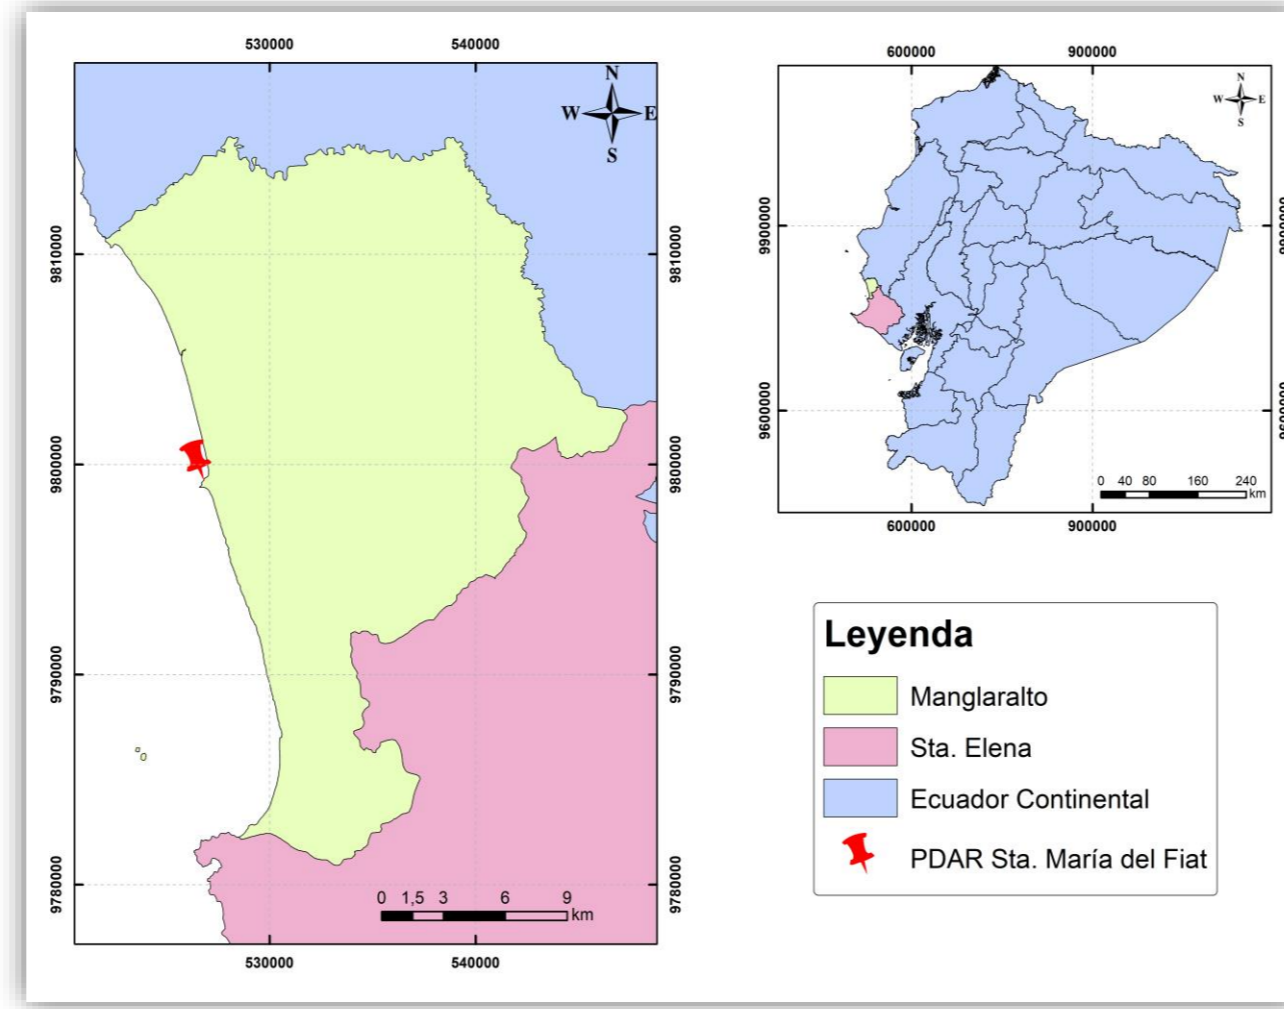 530000 540000
N
W E
S
9810000 9810000
9800000 9800000
9790000 9790000
9780000 9780000
0 1,5 3 6 9
km
530000 540000
600000 900000
N
W E
S
9900000
9600000
0 40 80 160 240
km
600000 900000
Leyenda
Manglaralto
Sta. Elena
Ecuador Continental
PDAR Sta. María del Fiat